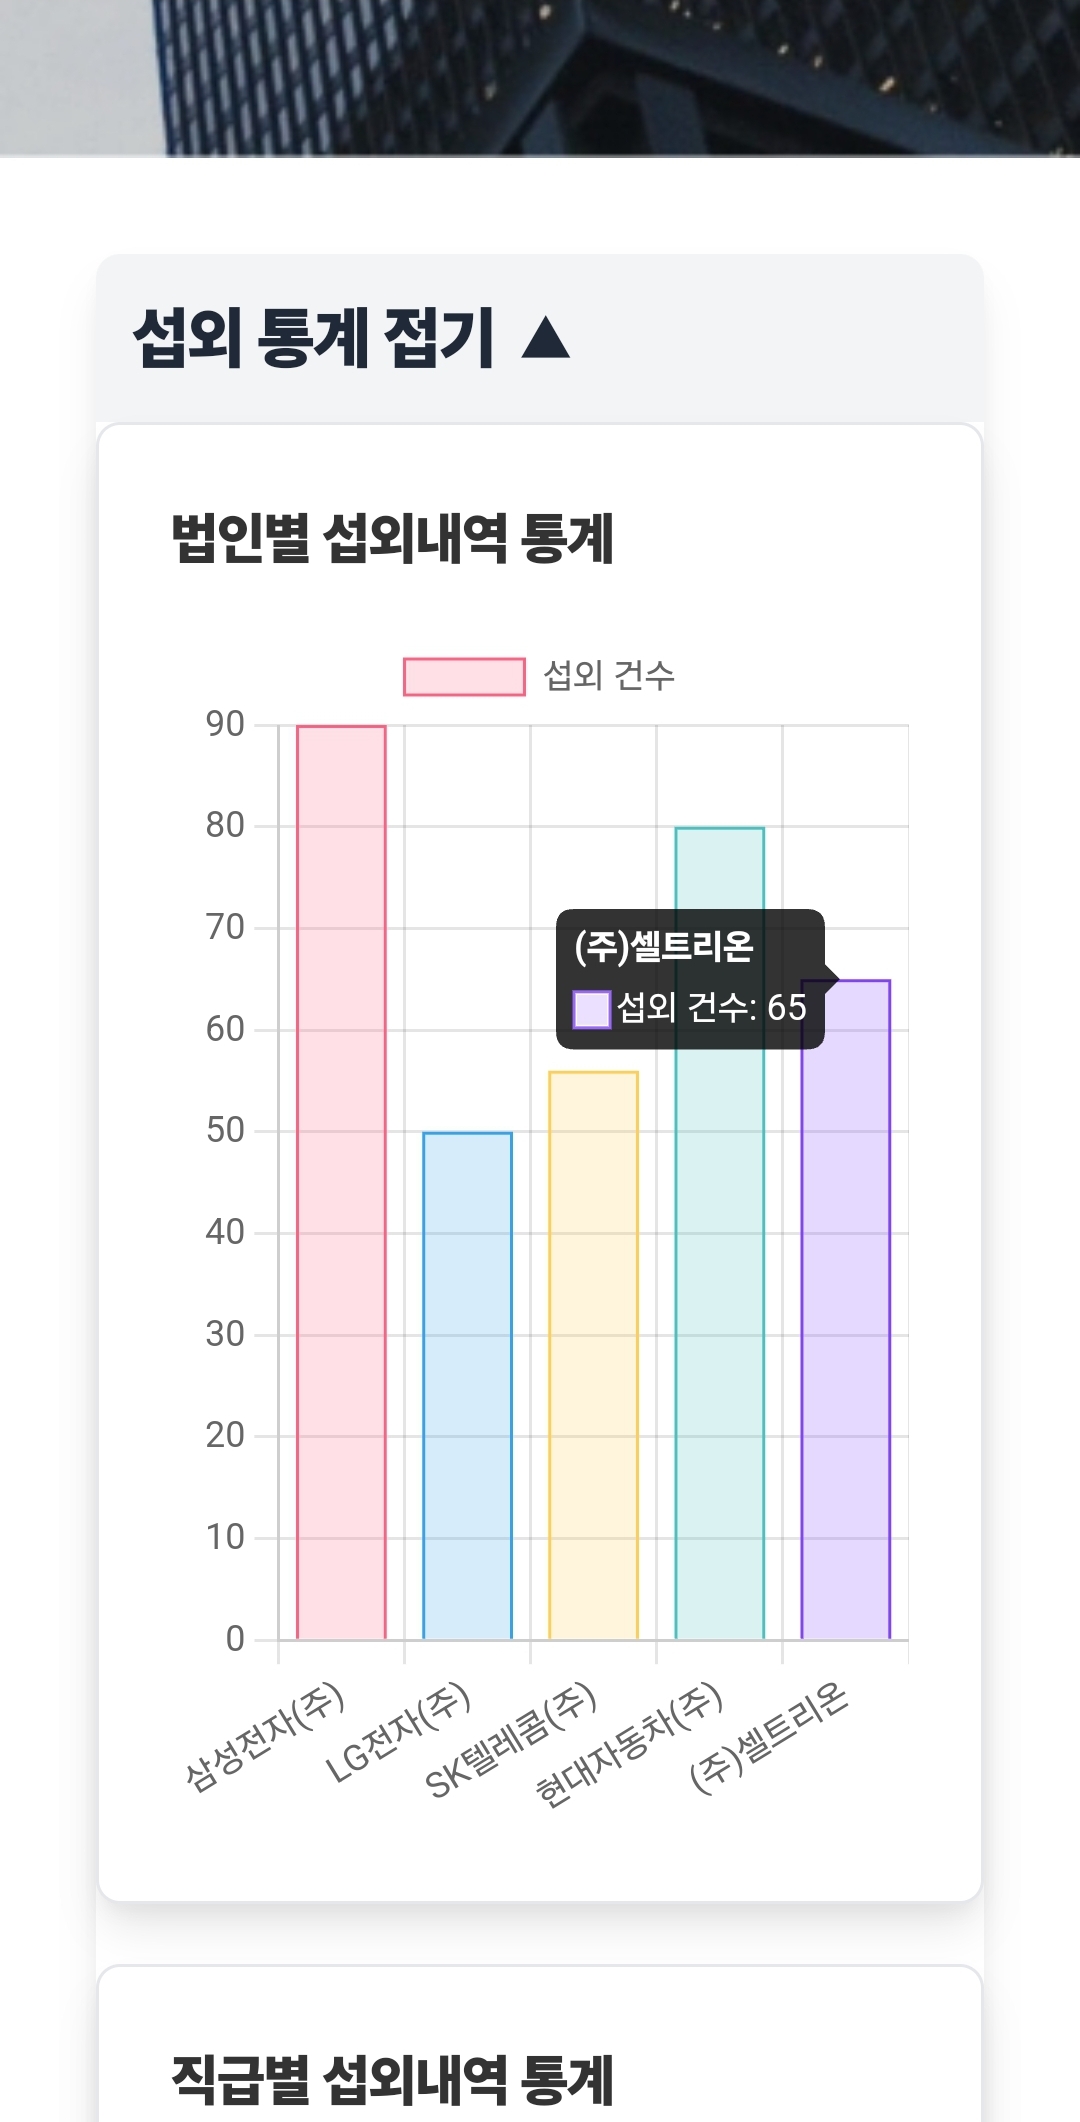 섭외 통계 접기 ▲
법인별 섭외내역 통계
섭외 건수
90
80
70
(주)셀트리온
섭외 건수: 65
60
50
40
30
20
10
0
삼성전자(주)
LG전자(주)
SK텔레콤(주)
현대자동차(주)
(주)셀트리온
직급별 섭외내역 통계